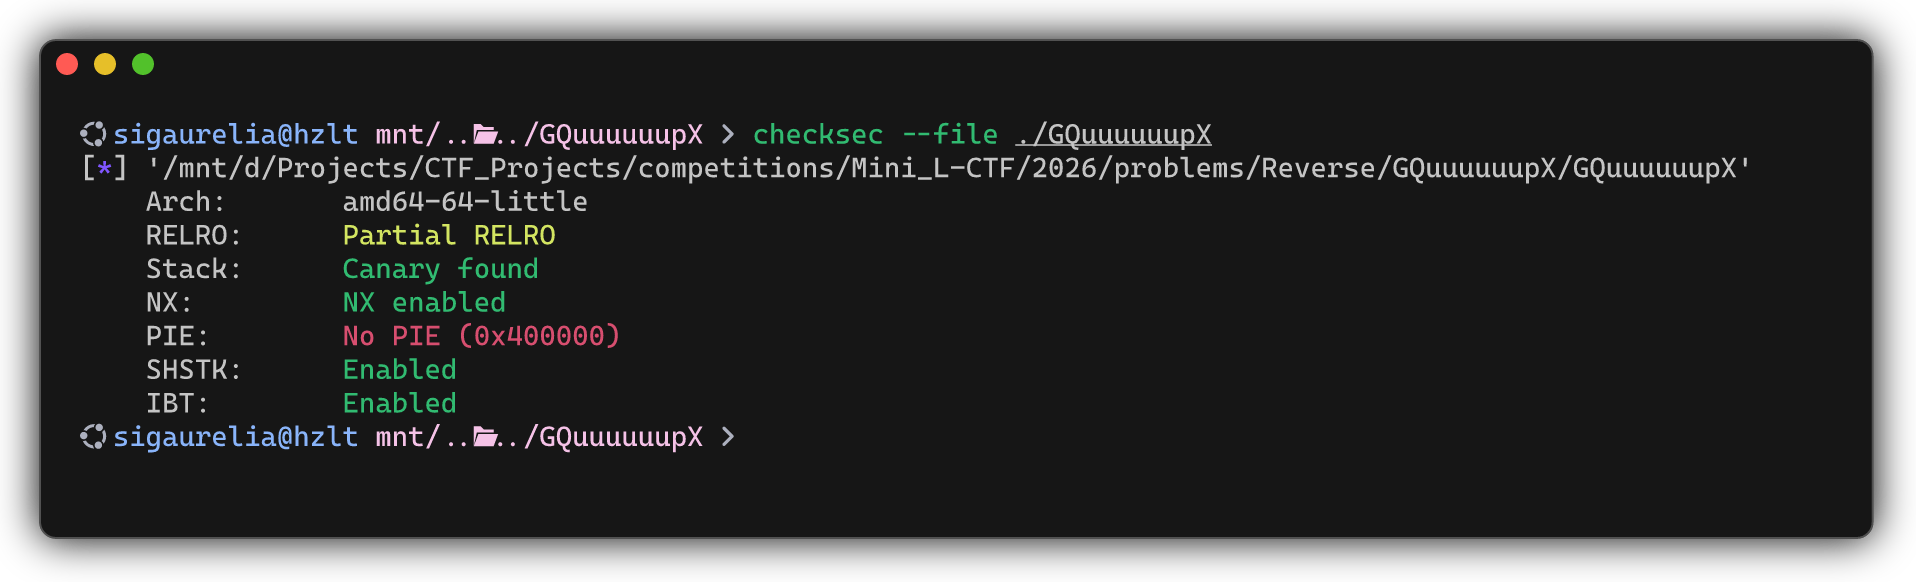 sigaurelia@hzlt mnt/..../GQuuuuuupX > checksec --file ./GQuuuuuupX
[*] '/mnt/d/Projects/CTF_Projects/competitions/Mini_L-CTF/2026/problems/Reverse/GQuuuuuupX/GQuuuuuupX'
Arch: amd64-64-little
RELRO: Partial RELRO
Stack: Canary found
NX: NX enabled
PIE: No PIE (0x400000)
SHSTK: Enabled
IBT: Enabled
sigaurelia@hzlt mnt/..../GQuuuuuupX >